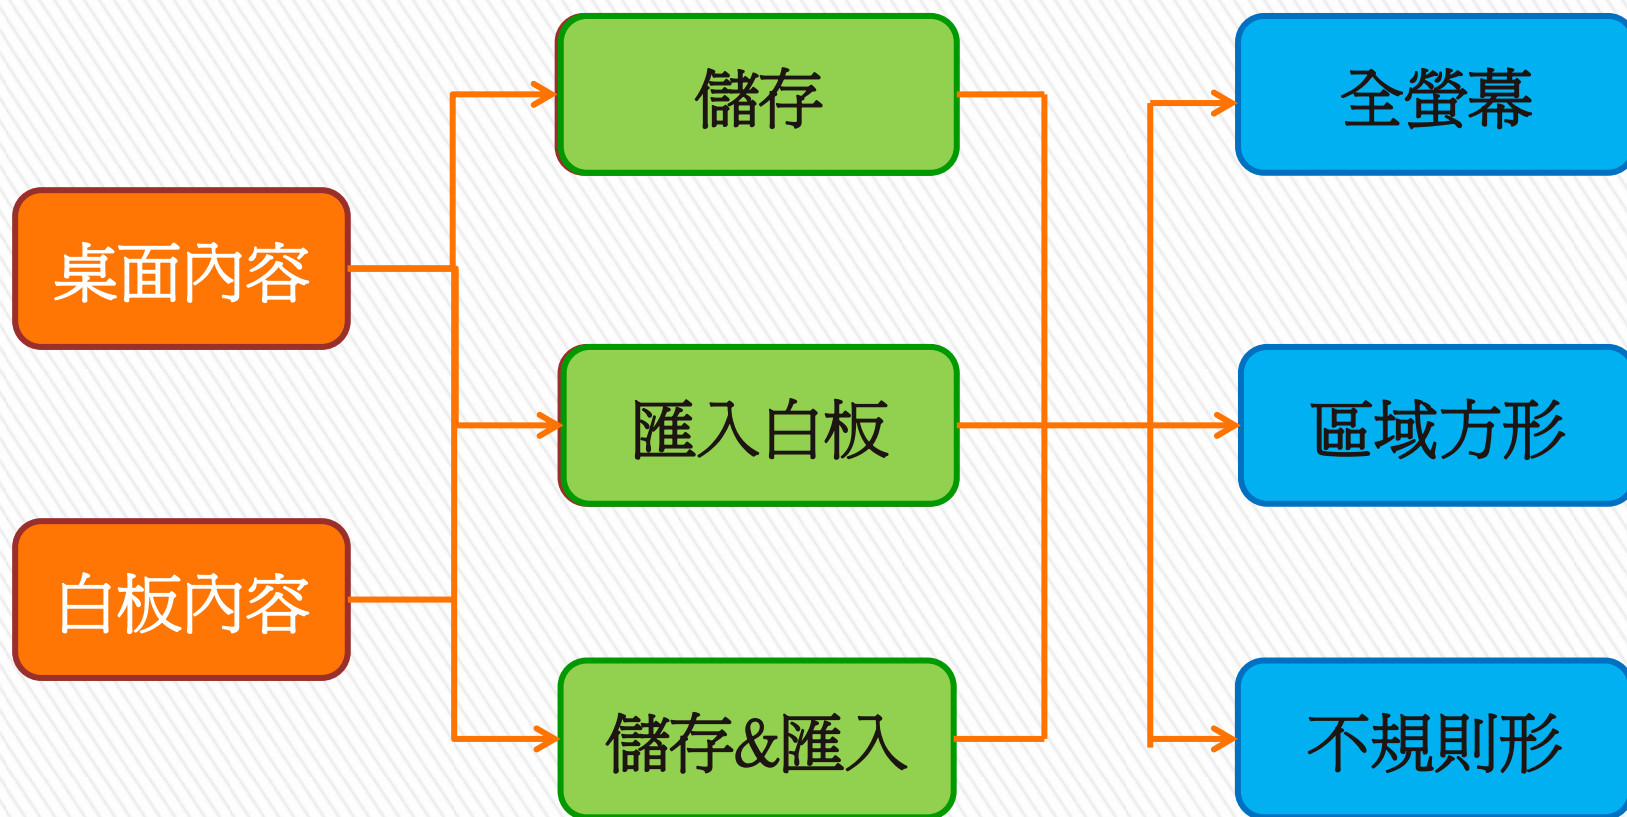 儲存
全螢幕
桌面內容
匯入白板
區域方形
白板內容
儲存&匯入
不規則形